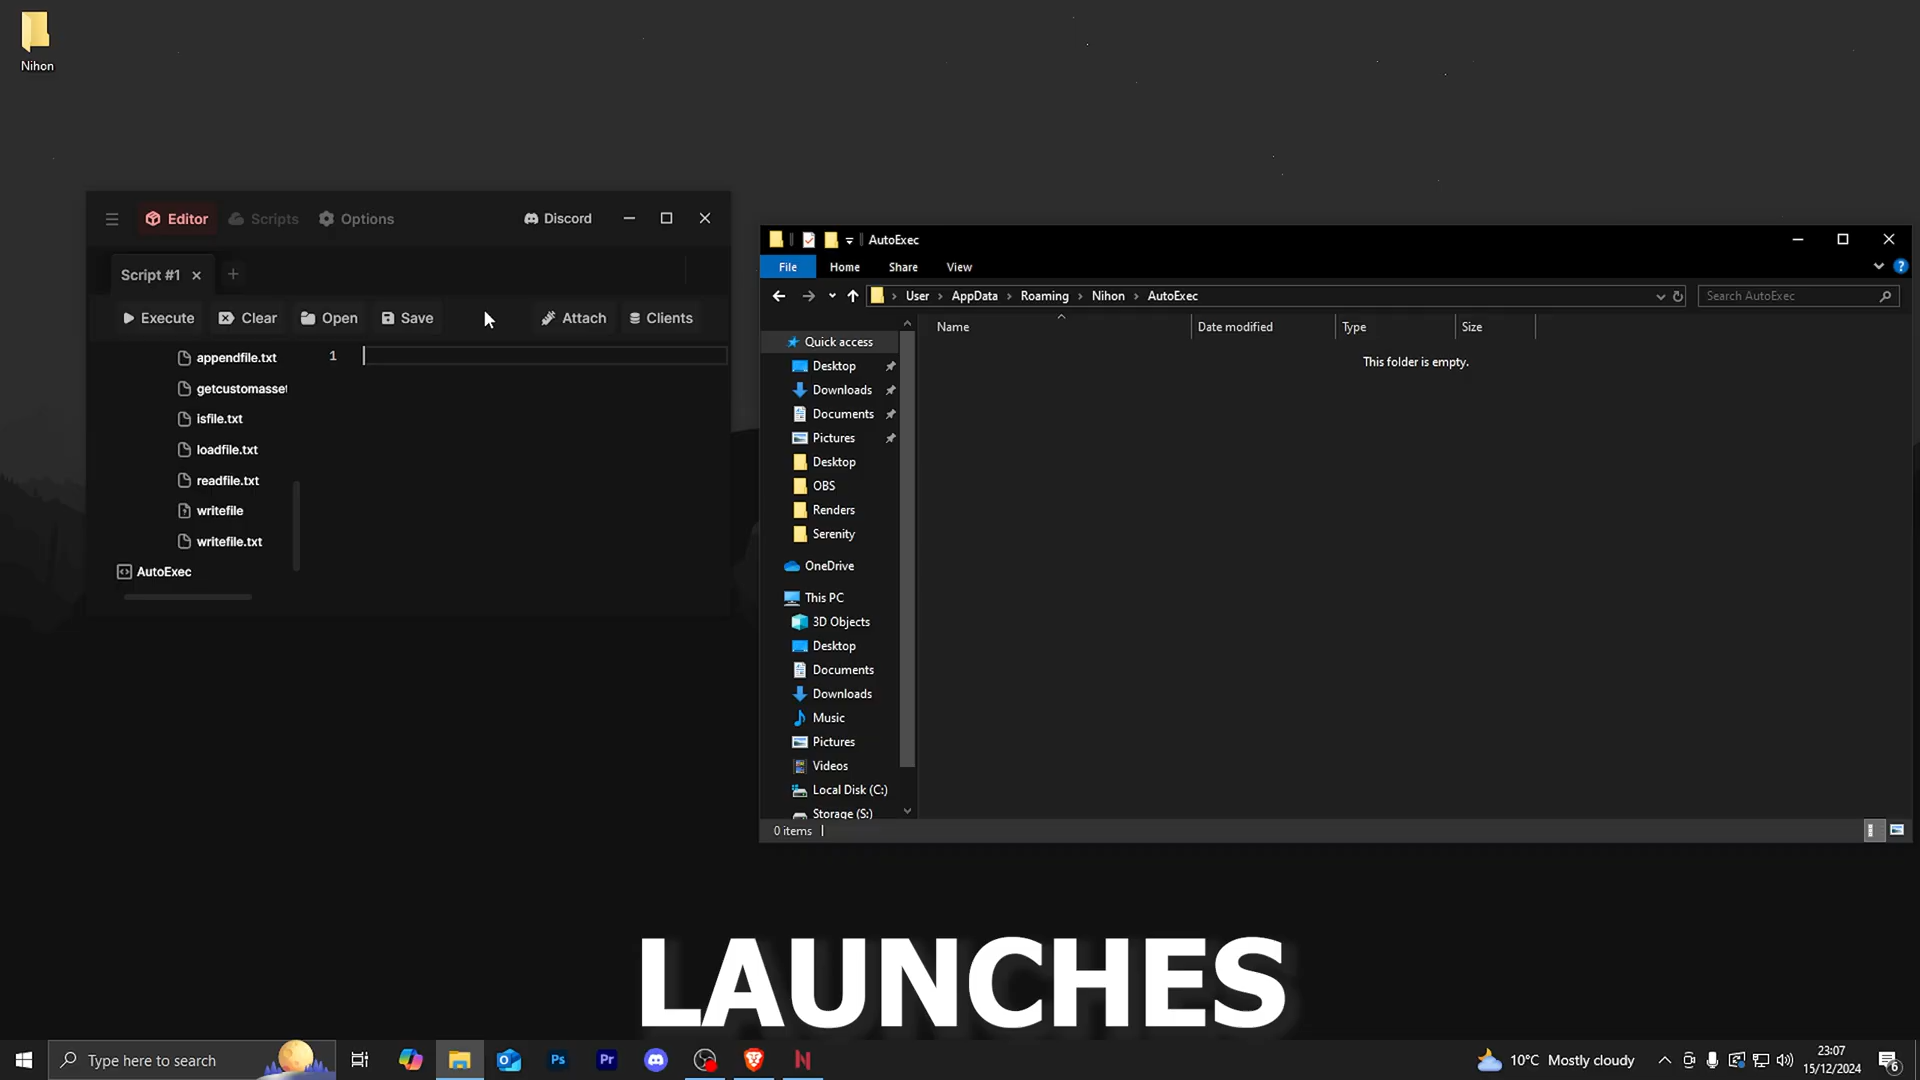 Nihon
Editor
Scripts
Options
Discord
Script #1
Execute
Clear
Open
Save
Attach
Clients
appendfile.txt
getcustomasset
isfile.txt
loadfile.txt
readfile.txt
writefile
writefile.txt
AutoExec
1
AutoExec
File
Home
Share
View
User
AppData
Roaming
Nihon
AutoExec
Search AutoExec
Quick access
Desktop
Downloads
Documents
Pictures
Desktop
OBS
Renders
Serenity
OneDrive
This PC
3D Objects
Desktop
Documents
Downloads
Music
Pictures
Videos
Local Disk (C:)
Storage (S:)
Name
Date modified
Type
Size
This folder is empty.
0 items
LAUNCHES
Type here to search
Ps
Pr
N
10°C Mostly cloudy
23:07
15/12/2024
6